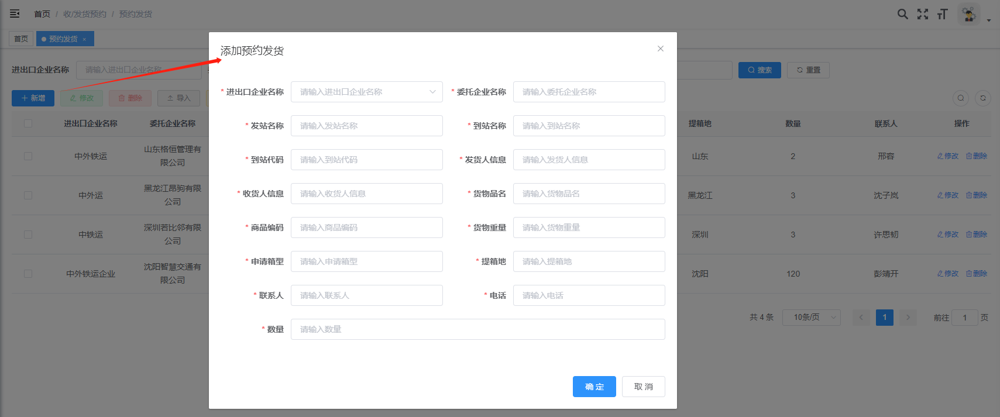 首页 / 收/发货预约 / 预约发货
首页 预约发货 ×
添加预约发货
进出口企业名称 请输入进出口企业名称 搜索 重置
新增 修改 删除 导入
* 进出口企业名称 请输入进出口企业名称 * 委托企业名称 请输入委托企业名称
* 发站名称 请输入发站名称 * 到站名称 请输入到站名称
* 到站代码 请输入到站代码 * 发货人信息 请输入发货人信息
* 收货人信息 请输入收货人信息 * 货物品名 请输入货物品名
* 商品编码 请输入商品编码 * 货物重量 请输入货物重量
* 申请箱型 请输入申请箱型 * 提箱地 请输入提箱地
* 联系人 请输入联系人 * 电话 请输入电话
* 数量 请输入数量
确 定 取 消
进出口企业名称 委托企业名称 提箱地 数量 联系人 操作
中外铁运 山东格恒管理有限公司 山东 2 邢容 修改 删除
中外运 黑龙江昂驹有限公司 黑龙江 3 沈子岚 修改 删除
中铁运 深圳若比邻有限公司 深圳 3 许思韧 修改 删除
中外铁运企业 沈阳智慧交通有限公司 沈阳 120 彭靖开 修改 删除
共 4 条 10条/页 1 前往 1 页